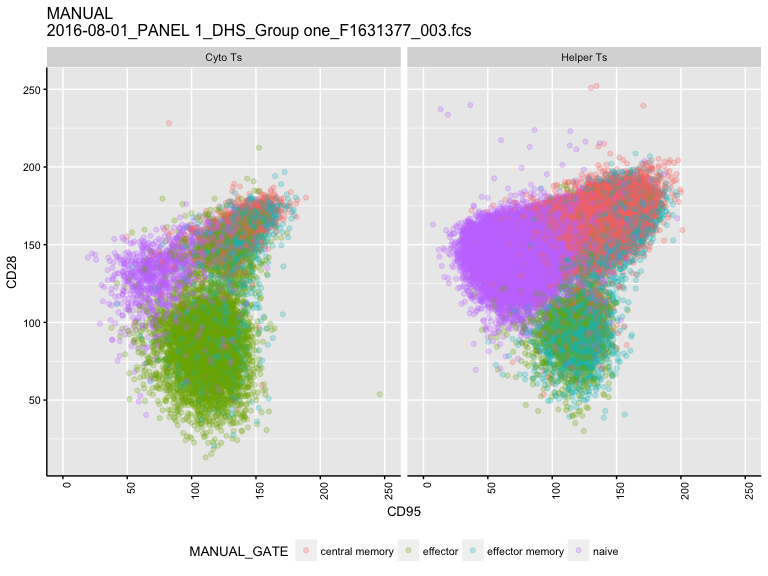 MANUAL
2016-08-01_PANEL 1_DHS_Group one_F1631377_003.fcs
Cyto Ts
Helper Ts
250
200
150
100
50
CD28
0 50 100 150 200 250
0 50 100 150 200 250
CD95
MANUAL_GATE central memory effector effector memory naive